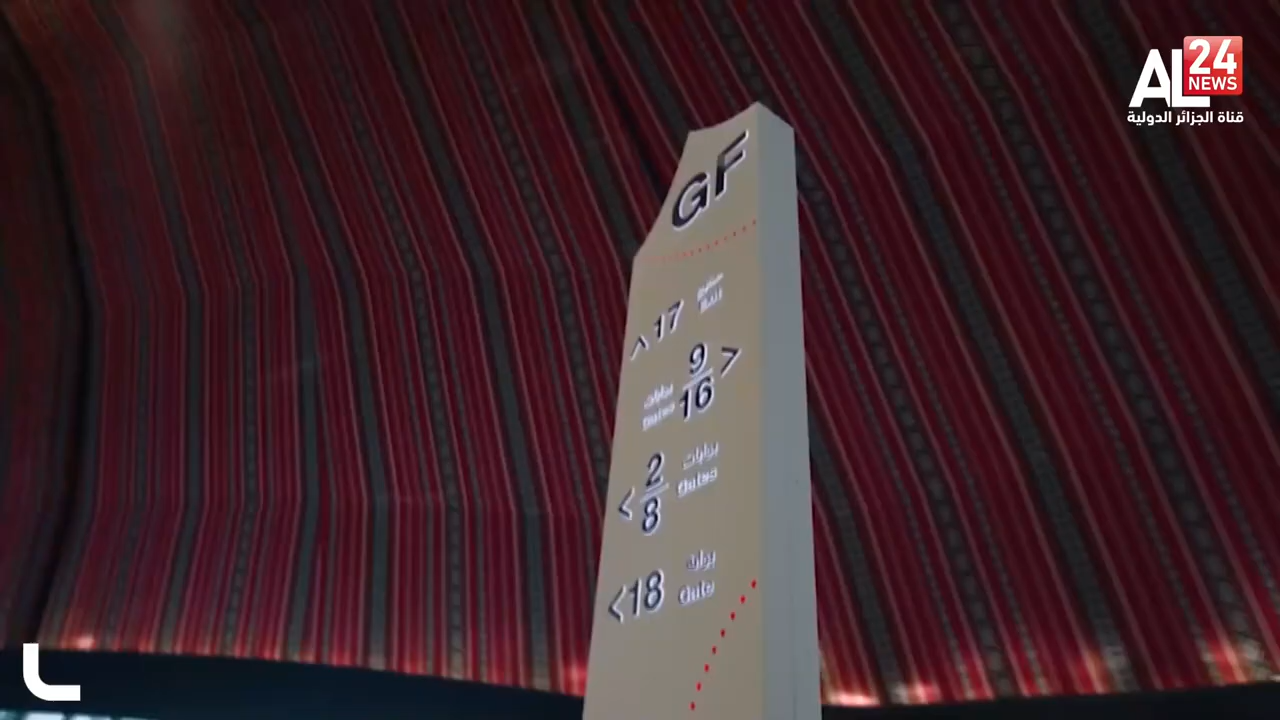 AL 24
NEWS
قناة الجزائر الدولية
GF
^ 17
9
16 >
بوابات
Gates
< 2
8
بوابات
Gates
< 18
بوابة
Gate